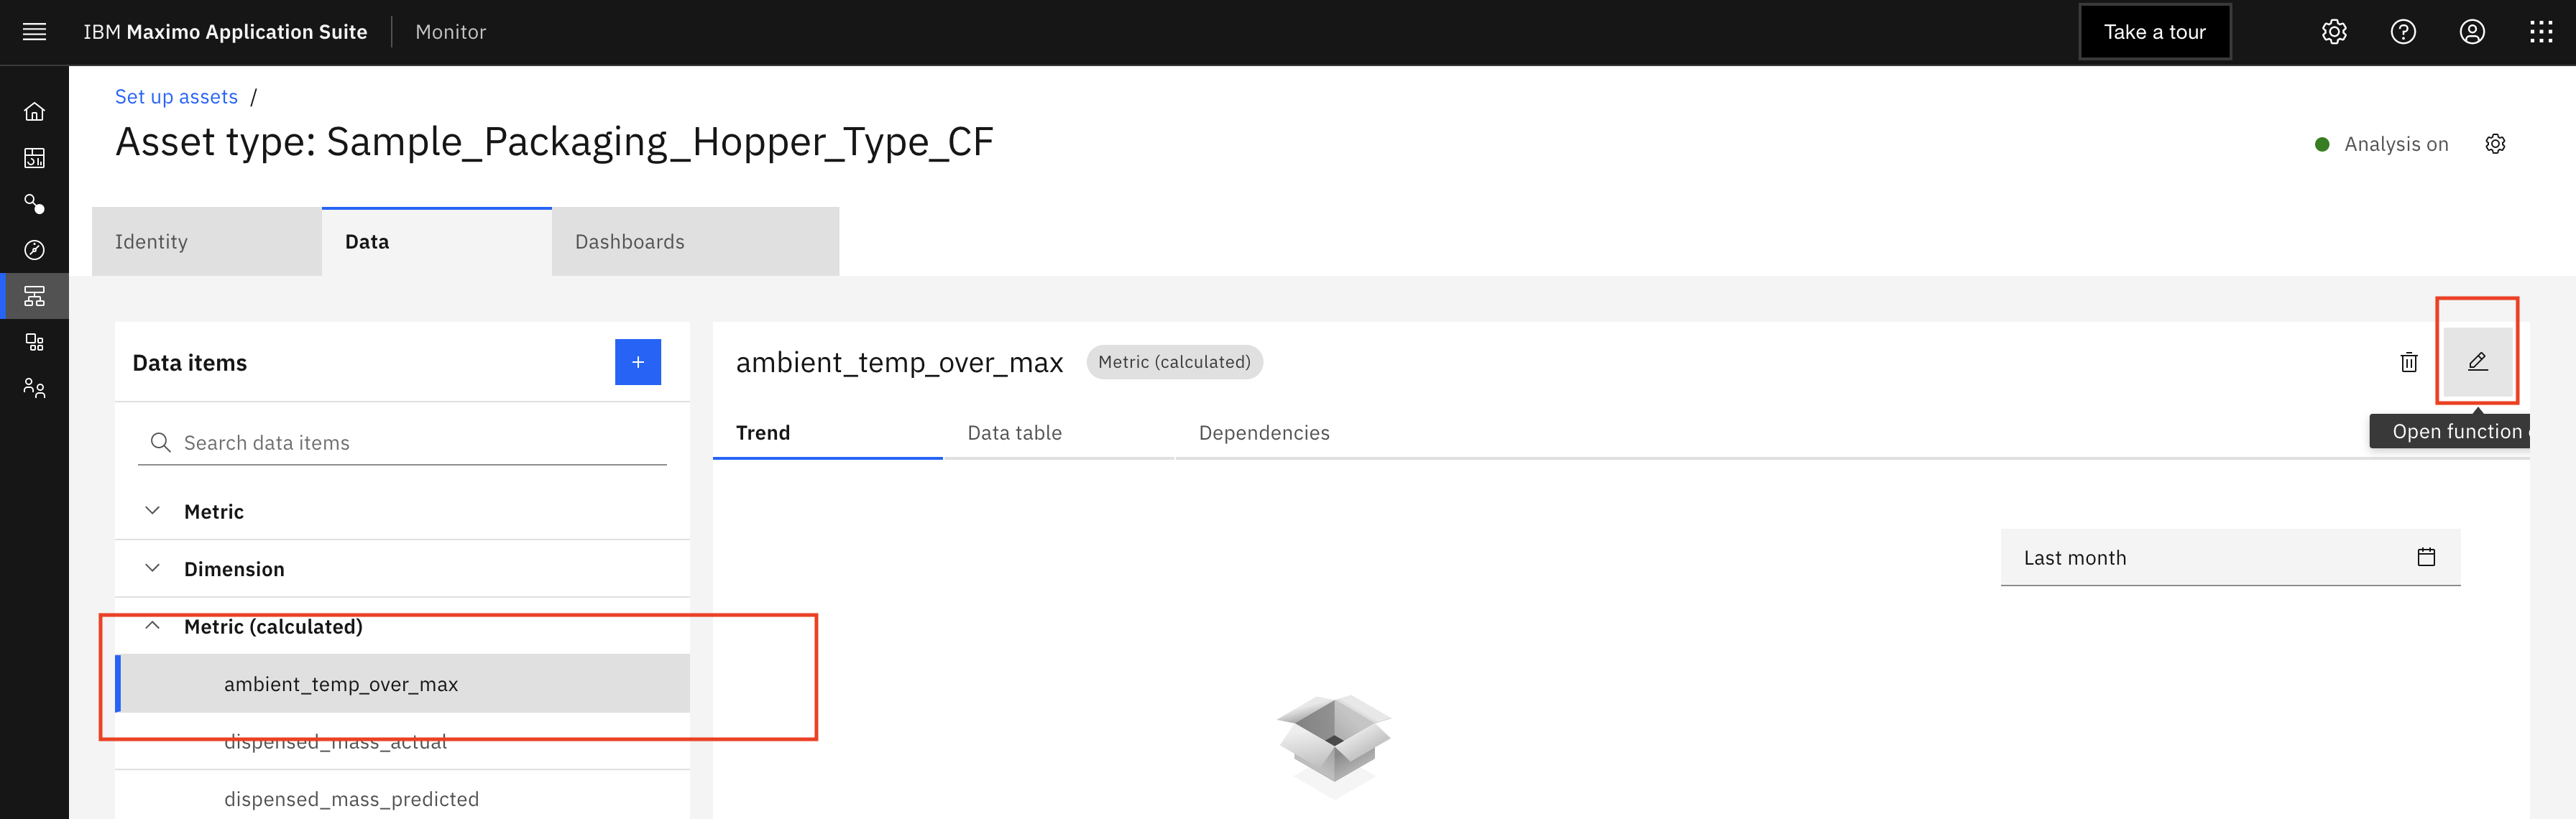 IBM Maximo Application Suite Monitor Take a tour
Set up assets /
Asset type: Sample_Packaging_Hopper_Type_CF
Analysis on
Identity Data Dashboards
Data items
ambient_temp_over_max Metric (calculated)
Search data items
Trend Data table Dependencies
Open function
Metric
Last month
Dimension
Metric (calculated)
ambient_temp_over_max
dispensed_mass_actual
dispensed_mass_predicted